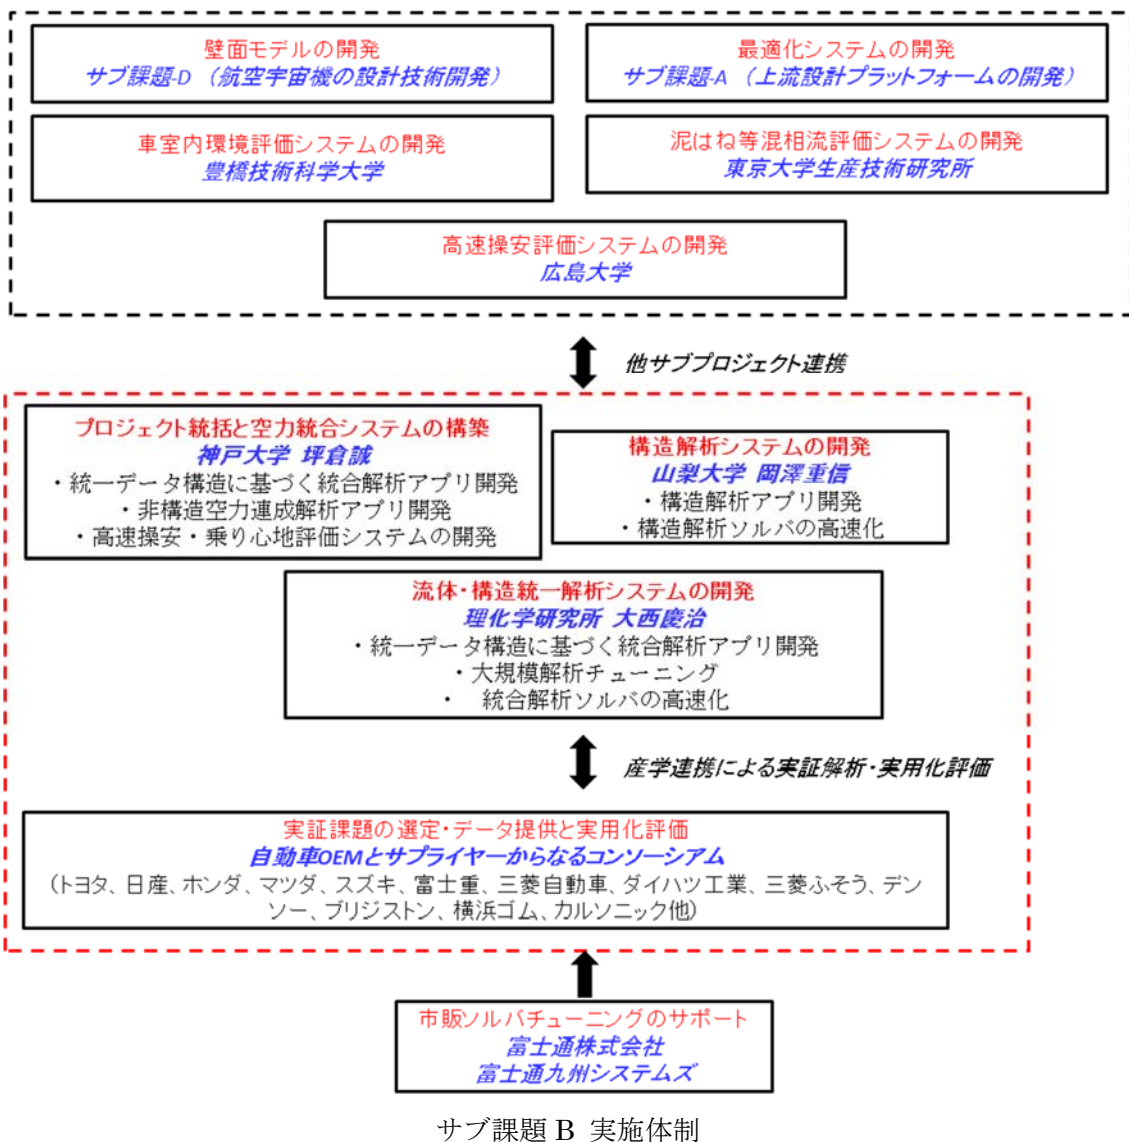 壁面モデルの開発
サブ課題-D （航空宇宙機の設計技術開発）
最適化システムの開発
サブ課題-A （上流設計プラットフォームの開発）
車室内環境評価システムの開発
豊橋技術科学大学
泥はね等混相流評価システムの開発
東京大学生産技術研究所
高速操安評価システムの開発
広島大学
他サブプロジェクト連携
プロジェクト統括と空力統合システムの構築
神戸大学 坪倉誠
・統一データ構造に基づく統合解析アプリ開発
・非構造空力連成解析アプリ開発
・高速操安・乗り心地評価システムの開発
構造解析システムの開発
山梨大学 岡澤重信
・構造解析アプリ開発
・構造解析ソルバの高速化
流体・構造統一解析システムの開発
理化学研究所 大西慶治
・統一データ構造に基づく統合解析アプリ開発
・大規模解析チューニング
・ 統合解析ソルバの高速化
産学連携による実証解析・実用化評価
実証課題の選定・データ提供と実用化評価
自動車OEMとサプライヤーからなるコンソーシアム
（トヨタ、日産、ホンダ、マツダ、スズキ、富士重、三菱自動車、ダイハツ工業、三菱ふそう、デン
ソー、ブリジストン、横浜ゴム、カルソニック他）
市販ソルバチューニングのサポート
富士通株式会社
富士通九州システムズ
サブ課題 B 実施体制